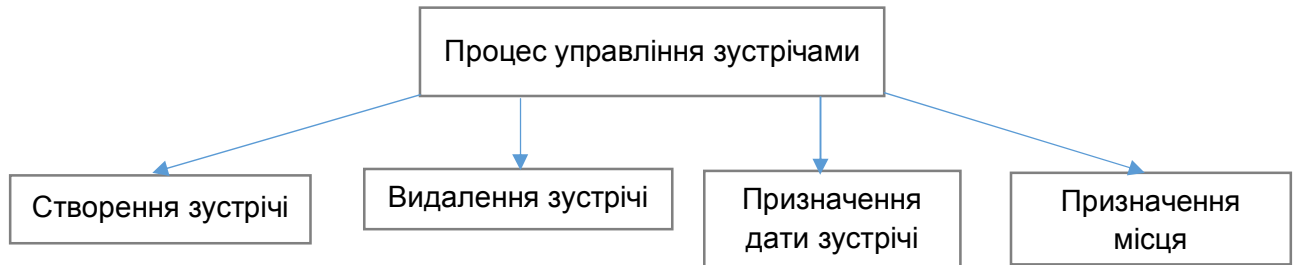 Процес управління зустрічами
Створення зустрічі
Видалення зустрічі
Призначення
дати зустрічі
Призначення
місця